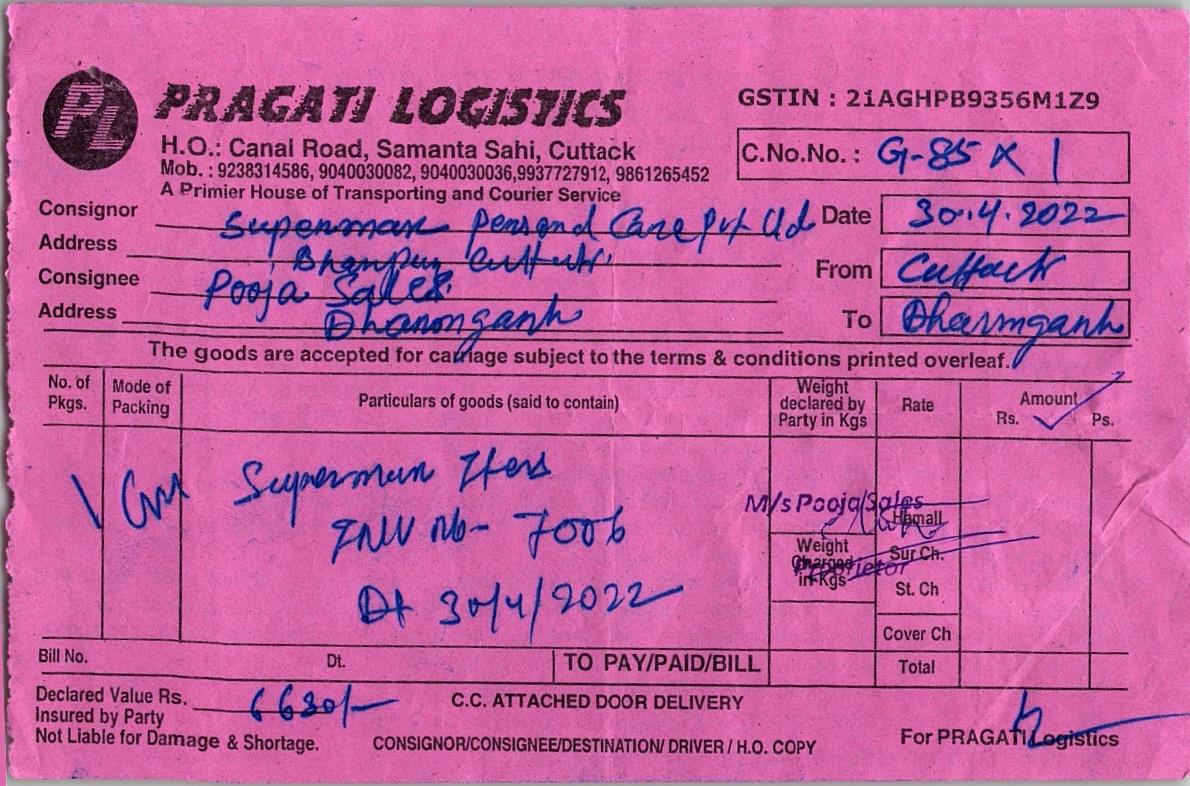 PL
PRAGATI LOGISTICS
H.O.: Canal Road, Samanta Sahi, Cuttack
Mob. : 9238314586, 9040030082, 9040030036,9937727912, 9861265452
A Primier House of Transporting and Courier Service
GSTIN : 21AGHPB9356M1Z9
C.No.No. : G-85 X 1
Consignor Supermax Personal Care Pvt Ltd
Date 30.4.2022
Address Bhanpur Cuttack
From Cuttack
Consignee Pooja Sales
Address
To
The goods are accepted for carriage subject to the terms & conditions printed overleaf.
No. of Pkgs.
Mode of Packing
Particulars of goods (said to contain)
Weight declared by Party in Kgs
Rate
Amount
Rs. Ps.
1
Superman
INV No- 7006
Dt 30/4/2022
M/s Pooja Sales
Proprietor
Hamali
Weight Charged in Kgs
Sur Ch.
St. Ch
Cover Ch
Bill No. Dt. TO PAY/PAID/BILL Total
Declared Value Rs. 6630/-
C.C. ATTACHED DOOR DELIVERY
Insured by Party
Not Liable for Damage & Shortage.
CONSIGNOR/CONSIGNEE/DESTINATION/ DRIVER / H.O. COPY
For PRAGATI Logistics